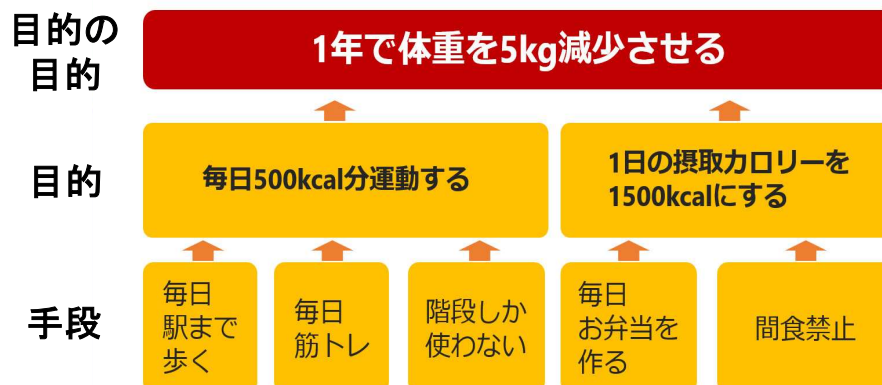 目的の
目的
1年で体重を5kg減少させる
目的
毎日500kcal分運動する
1日の摂取カロリーを
1500kcalにする
手段
毎日
駅まで
歩く
毎日
筋トレ
階段しか
使わない
毎日
お弁当を
作る
間食禁止